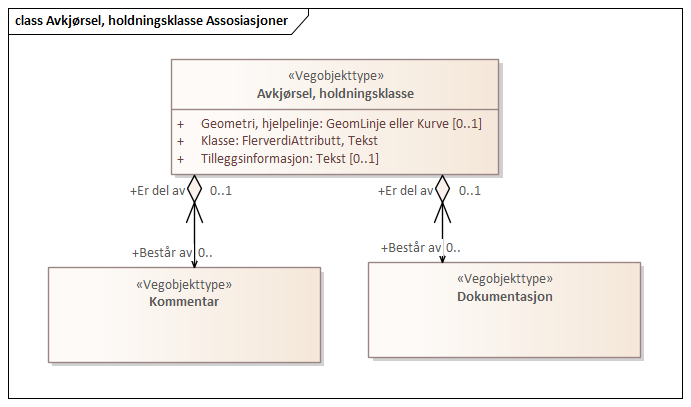 class Avkjørsel, holdningsklasse Assosiasjoner
«Vegobjekttype»
Avkjørsel, holdningsklasse
+ Geometri, hjelpelinje: GeomLinje eller Kurve [0..1]
+ Klasse: FlerverdiAttributt, Tekst
+ Tilleggsinformasjon: Tekst [0..1]
+Er del av 0..1
+Er del av 0..1
+Består av 0..
+Består av 0..
«Vegobjekttype»
Kommentar
«Vegobjekttype»
Dokumentasjon